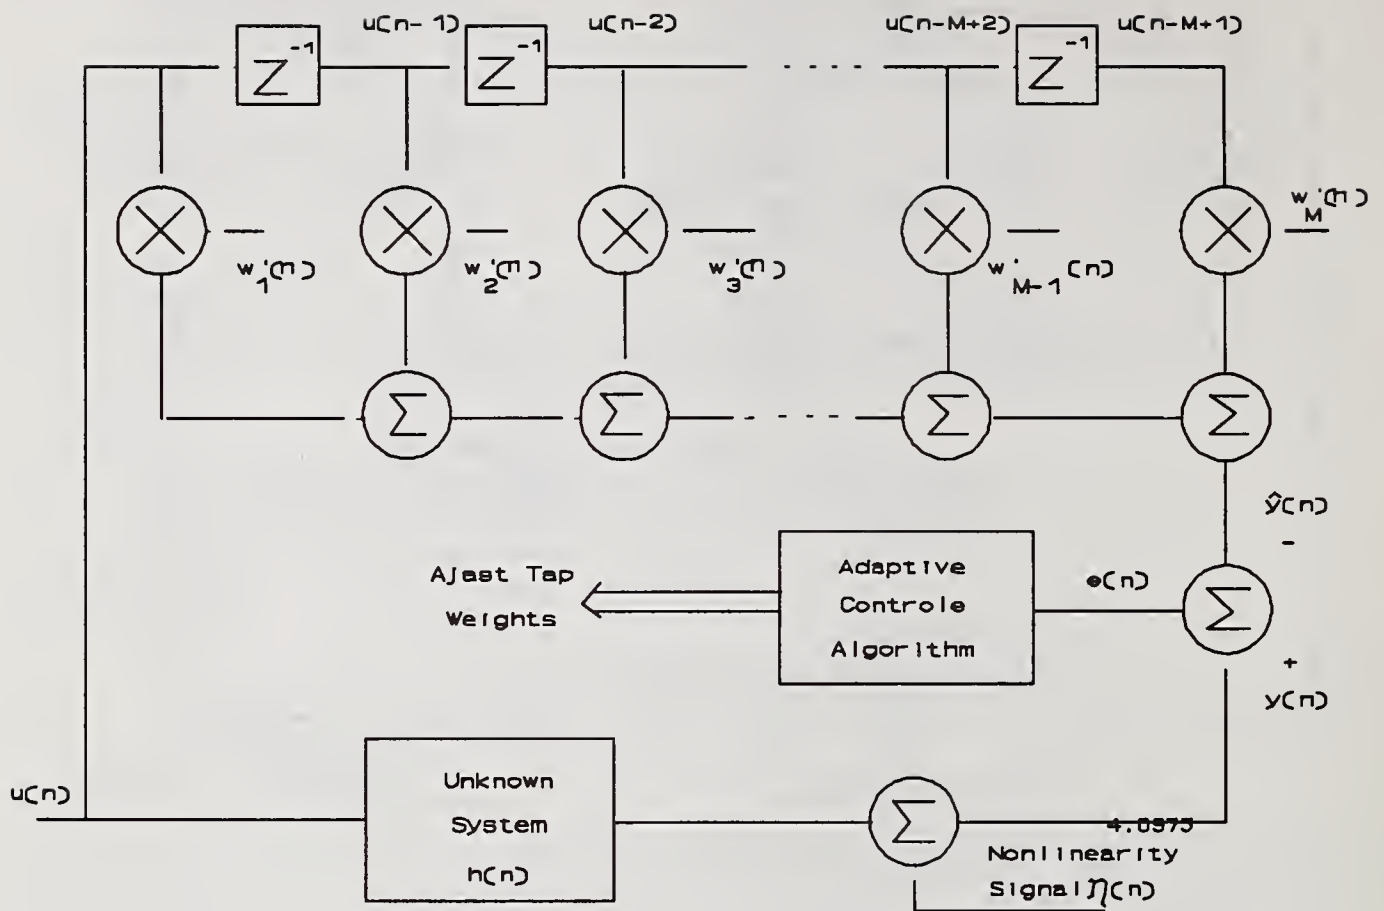 u(n-1) u(n-2) u(n-M+2) u(n-M+1)
Z⁻¹ Z⁻¹ Z⁻¹
w'₁(n) w'₂(n) w'₃(n) w'M-1(n) w'M(n)
Σ Σ Σ Σ
ŷ(n)
-
Ajast Tap
Weights
Adaptive
Controle
Algorithm
e(n)
Σ
+
y(n)
u(n)
Unknown
System
h(n)
Σ
Nonlinearity
Signal η(n)